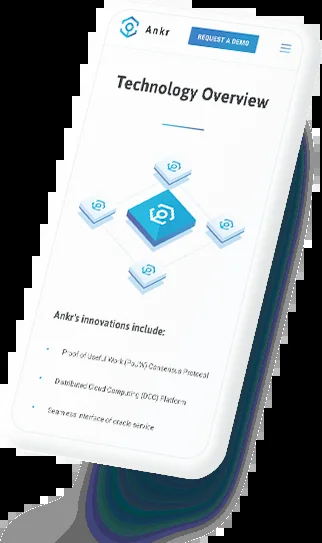 Ankr
REQUEST A DEMO
Technology Overview
Ankr's innovations include:
Proof of Useful Work (PoUW) Consensus Protocol
Distributed Cloud Computing (DCC) Platform
Seamless interface of oracle service